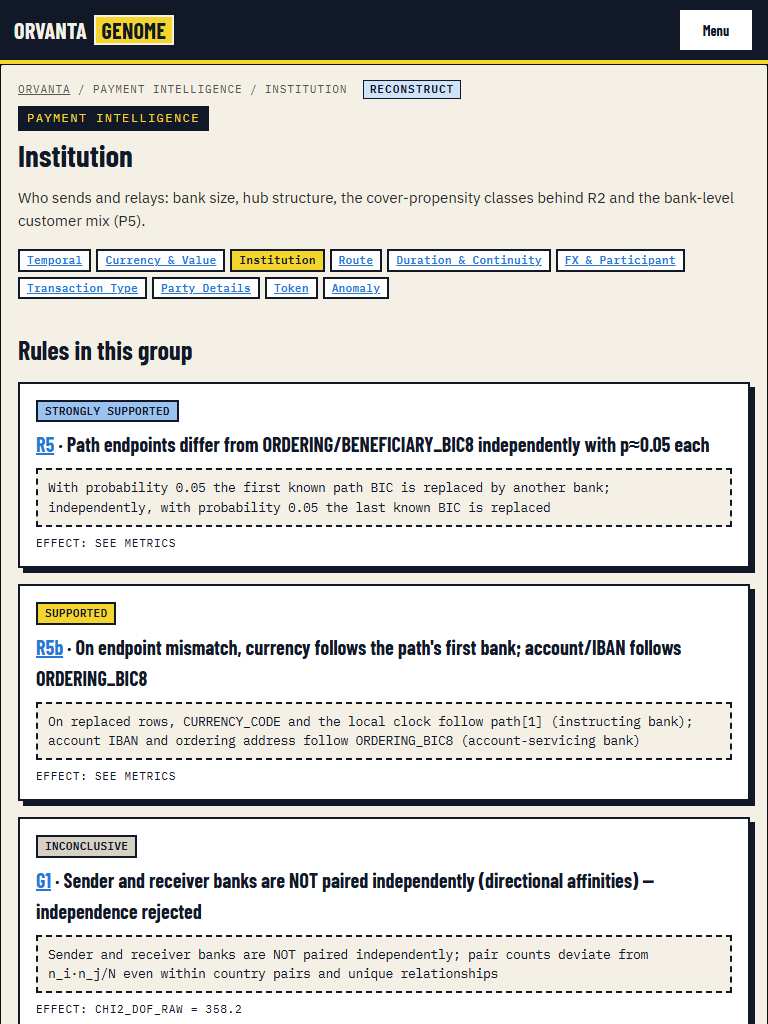 ORVANTA GENOME
Menu
ORVANTA / PAYMENT INTELLIGENCE / INSTITUTION RECONSTRUCT
PAYMENT INTELLIGENCE
Institution
Who sends and relays: bank size, hub structure, the cover-propensity classes behind R2 and the bank-level
customer mix (P5).
Temporal Currency & Value Institution Route Duration & Continuity FX & Participant
Transaction Type Party Details Token Anomaly
Rules in this group
STRONGLY SUPPORTED
R5 · Path endpoints differ from ORDERING/BENEFICIARY_BIC8 independently with p≈0.05 each
With probability 0.05 the first known path BIC is replaced by another bank;
independently, with probability 0.05 the last known BIC is replaced
EFFECT: SEE METRICS
SUPPORTED
R5b · On endpoint mismatch, currency follows the path's first bank; account/IBAN follows
ORDERING_BIC8
On replaced rows, CURRENCY_CODE and the local clock follow path[1] (instructing bank);
account IBAN and ordering address follow ORDERING_BIC8 (account-servicing bank)
EFFECT: SEE METRICS
INCONCLUSIVE
G1 · Sender and receiver banks are NOT paired independently (directional affinities) —
independence rejected
Sender and receiver banks are NOT paired independently; pair counts deviate from
n_i·n_j/N even within country pairs and unique relationships
EFFECT: CHI2_DOF_RAW = 358.2